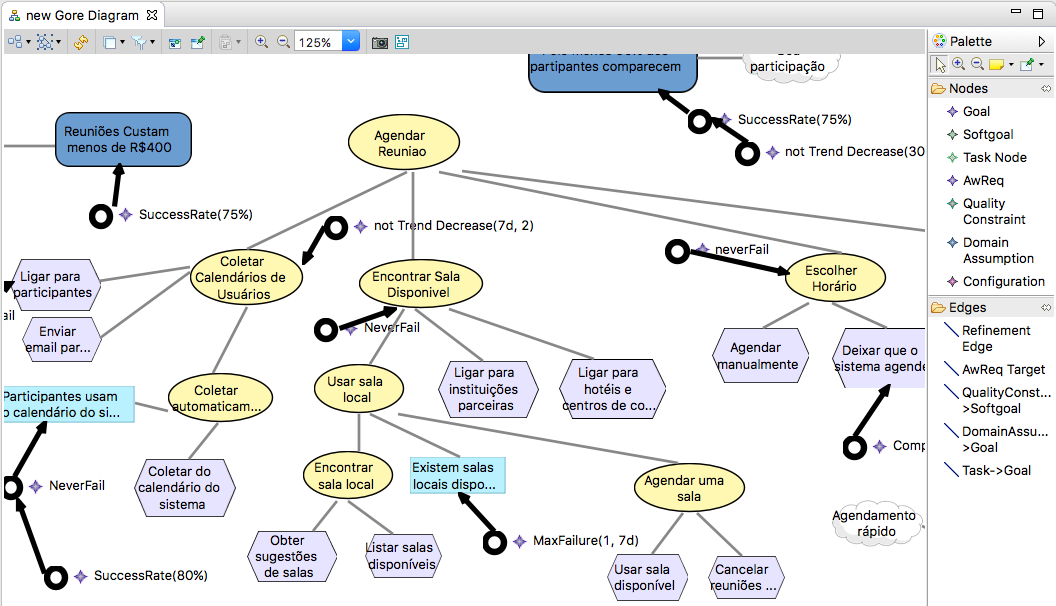 new Gore Diagram
125%
partipantes comparecem
participação
SuccessRate(75%)
not Trend Decrease(30
Reuniões Custam
menos de R$400
SuccessRate(75%)
Agendar
Reuniao
not Trend Decrease(7d, 2)
Coletar
Calendários de
Usuários
Encontrar Sala
Disponivel
NeverFail
neverFail
Escolher
Horário
Ligar para
participantes
ail
Enviar
email par...
Agendar
manualmente
Deixar que o
sistema agende
Comp
Participantes usam
o calendário do si...
Coletar
automaticam...
Usar sala
local
Ligar para
instituições
parceiras
Ligar para
hotéis e
centros de co...
NeverFail
Coletar do
calendário do
sistema
Encontrar
sala local
Existem salas
locais dispo...
Agendar uma
sala
MaxFailure(1, 7d)
Agendamento
rápido
Obter
sugestões
de salas
Listar salas
disponíveis
Usar sala
disponível
Cancelar
reuniões ...
SuccessRate(80%)
Palette
Nodes
Goal
Softgoal
Task Node
AwReq
Quality
Constraint
Domain
Assumption
Configuration
Edges
Refinement
Edge
AwReq Target
QualityConst...
->Softgoal
DomainAssu...
->Goal
Task->Goal